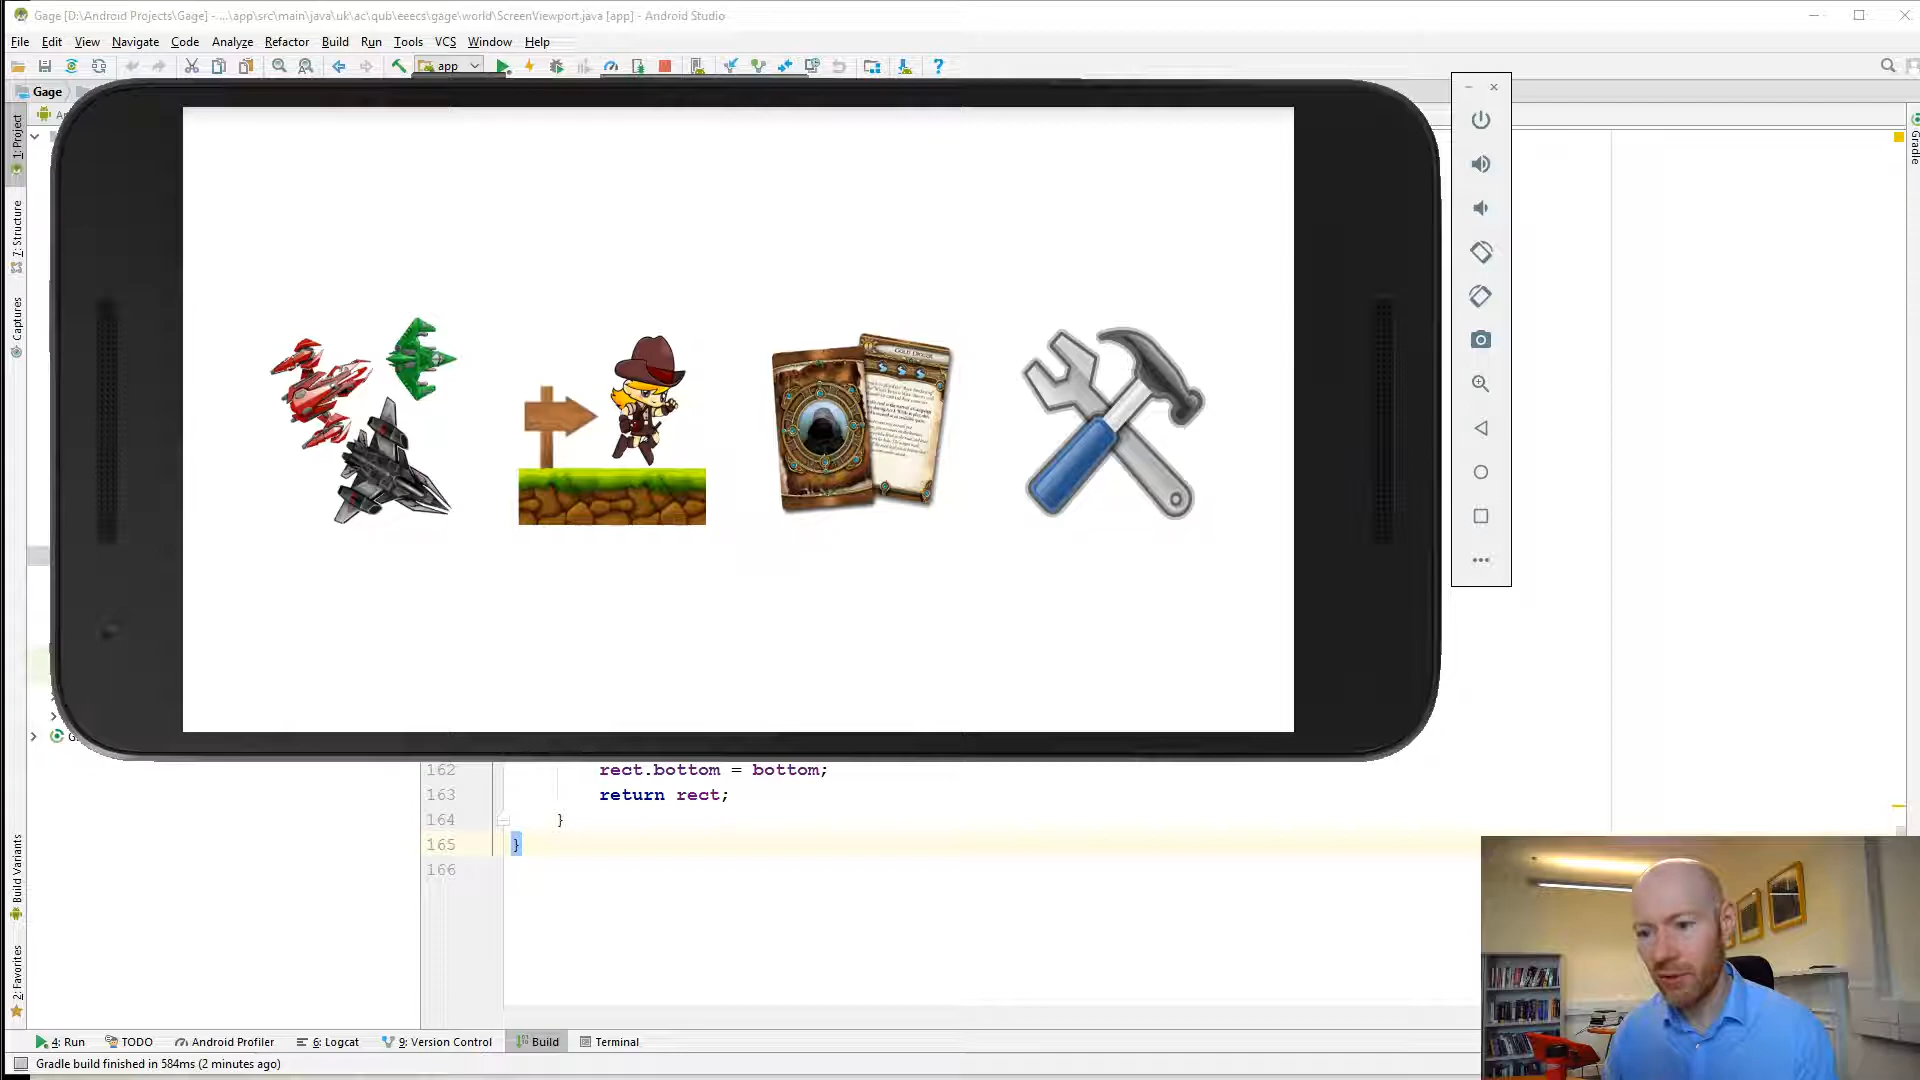 Gage [D:\Android Projects\Gage] - ...\app\src\main\java\uk\ac\qub\eeecs\gage\world\ScreenViewport.java [app] - Android Studio
File Edit View Navigate Code Analyze Refactor Build Run Tools VCS Window Help
app
Gage
1: Project
7: Structure
Captures
Gradle
GOLD DIGGER
162 rect.bottom = bottom;
163 return rect;
164 }
165 }
166
Build Variants
2: Favorites
4: Run TODO Android Profiler 6: Logcat 9: Version Control Build Terminal
Gradle build finished in 584ms (2 minutes ago)